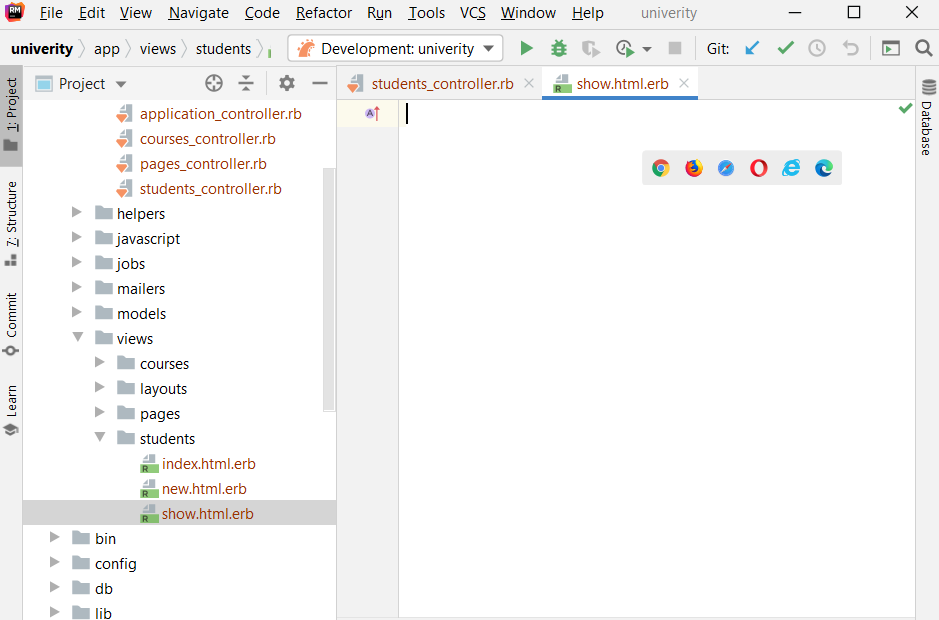 File Edit View Navigate Code Refactor Run Tools VCS Window Help univerity
univerity app views students Development: univerity Git:
Project
students_controller.rb show.html.erb
1: Project
7: Structure
Commit
Learn
application_controller.rb
courses_controller.rb
pages_controller.rb
students_controller.rb
helpers
javascript
jobs
mailers
models
views
courses
layouts
pages
students
index.html.erb
new.html.erb
show.html.erb
bin
config
db
lib
Database